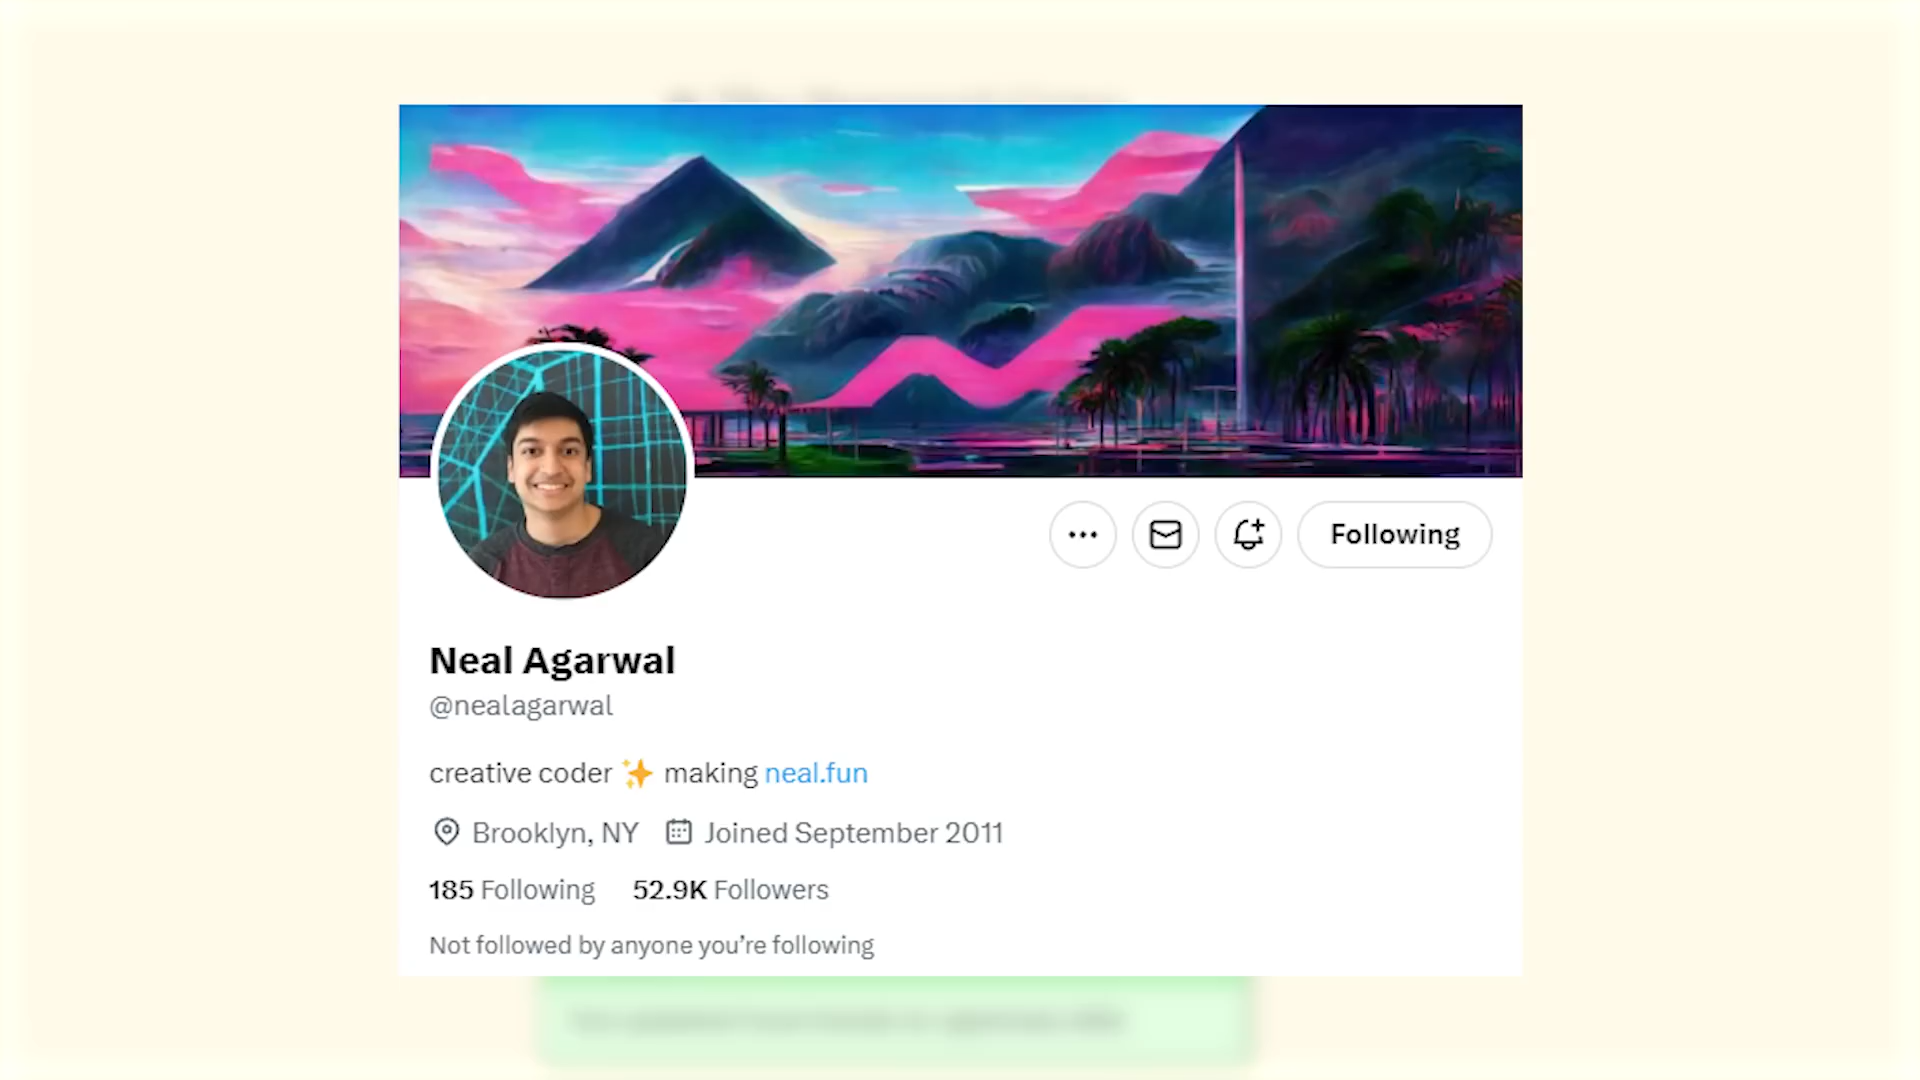 Following
Neal Agarwal
@nealagarwal
creative coder ✨ making neal.fun
Brooklyn, NY Joined September 2011
185 Following 52.9K Followers
Not followed by anyone you’re following